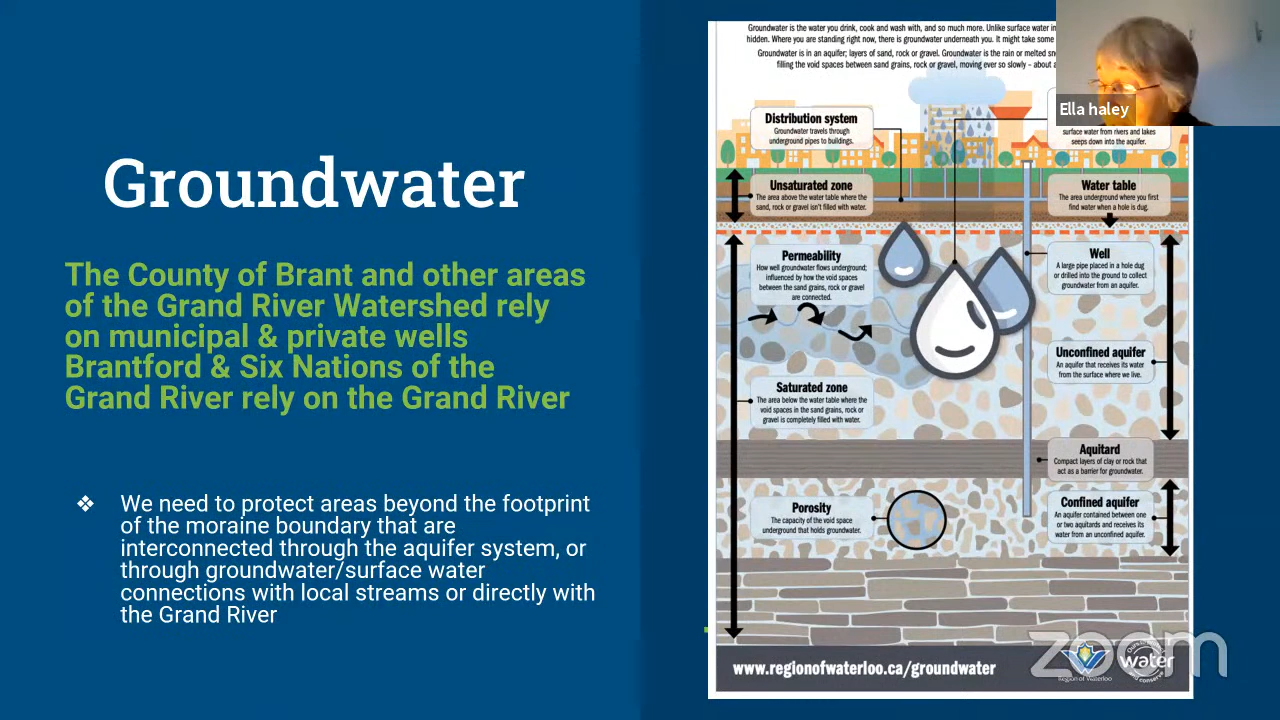 Groundwater
The County of Brant and other areas
of the Grand River Watershed rely
on municipal & private wells
Brantford & Six Nations of the
Grand River rely on the Grand River
❖ We need to protect areas beyond the footprint
of the moraine boundary that are
interconnected through the aquifer system, or
through groundwater/surface water
connections with local streams or directly with
the Grand River
Groundwater is the water you drink, cook and wash with, and so much more. Unlike surface water in
hidden. Where you are standing right now, there is groundwater underneath you. It might take some
Groundwater is in an aquifer; layers of sand, rock or gravel. Groundwater is the rain or melted
filling the void spaces between sand grains, rock or gravel, moving ever so slowly – about
Ella haley
Distribution system
Groundwater travels through
underground pipes to buildings.
surface water from rivers and lakes
seeps down into the aquifer.
Unsaturated zone
The area above the water table where the
sand, rock or gravel isn't filled with water.
Water table
The area underground where you first
find water when a hole is dug.
Permeability
How well groundwater flows underground;
influenced by how the void spaces
between the sand grains, rock or gravel
are connected.
Well
A large pipe placed in a hole dug
or drilled into the ground to collect
groundwater from an aquifer.
Unconfined aquifer
An aquifer that receives its water
from the surface where we live.
Saturated zone
The area below the water table where the
void spaces in the sand grains, rock or
gravel is completely filled with water.
Aquitard
Compact layers of clay or rock that
act as a barrier for groundwater.
Porosity
The capacity of the void space
underground that holds groundwater.
Confined aquifer
An aquifer contained between one
or two aquitards and receives its
water from an unconfined aquifer.
www.regionofwaterloo.ca/groundwater
Region of Waterloo
water
zoom